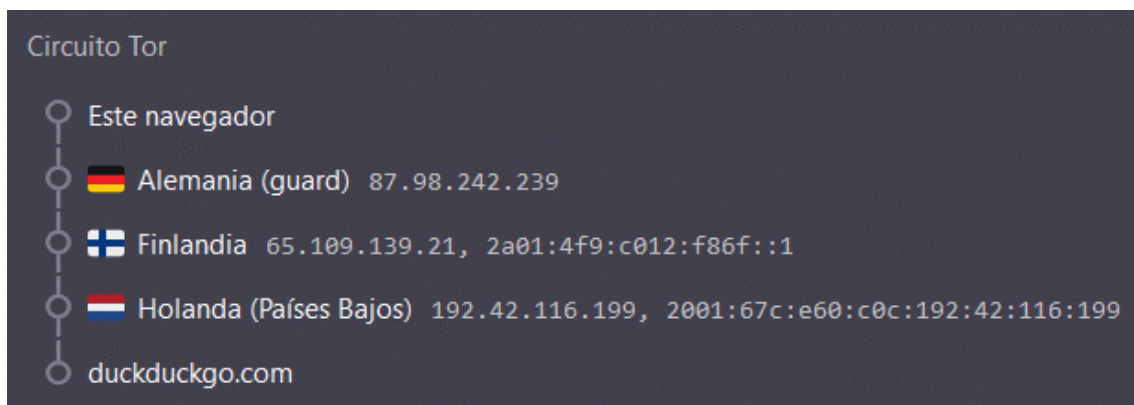 Circuito Tor
Este navegador
Alemania (guard) 87.98.242.239
Finlandia 65.109.139.21, 2a01:4f9:c012:f86f::1
Holanda (Países Bajos) 192.42.116.199, 2001:67c:e60:c0c:192:42:116:199
duckduckgo.com